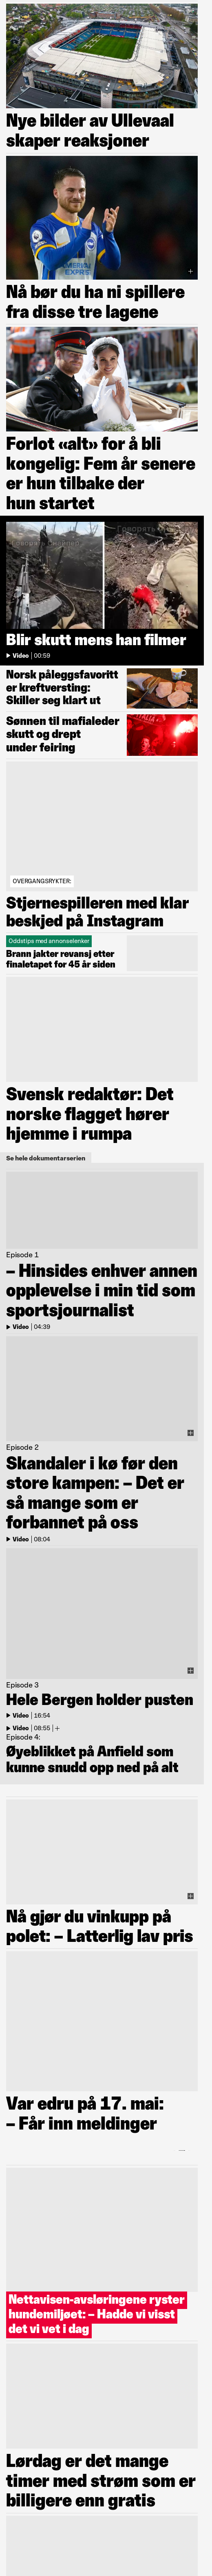 Nye bilder av Ullevaal
skaper reaksjoner
Nå bør du ha ni spillere
fra disse tre lagene
Forlot «alt» for å bli
kongelig: Fem år senere
er hun tilbake der
hun startet
Blir skutt mens han filmer
Video | 00:59
Norsk påleggsfavoritt
er kreftversting:
Skiller seg klart ut
Sønnen til mafialeder
skutt og drept
under feiring
OVERGANGSRYKTER:
Stjernespilleren med klar
beskjed på Instagram
Oddstips med annonselenker
Brann jakter revansj etter
finaletapet for 45 år siden
Svensk redaktør: Det
norske flagget hører
hjemme i rumpa
Se hele dokumentarserien
Episode 1
– Hinsides enhver annen
opplevelse i min tid som
sportsjournalist
Video | 04:39
Episode 2
Skandaler i kø før den
store kampen: – Det er
så mange som er
forbannet på oss
Video | 08:04
Episode 3
Hele Bergen holder pusten
Video | 16:54
Video | 08:55 | +
Episode 4:
Øyeblikket på Anfield som
kunne snudd opp ned på alt
Nå gjør du vinkupp på
polet: – Latterlig lav pris
Var edru på 17. mai:
– Får inn meldinger
Nettavisen-avsløringene ryster
hundemiljøet: – Hadde vi visst
det vi vet i dag
Lørdag er det mange
timer med strøm som er
billigere enn gratis